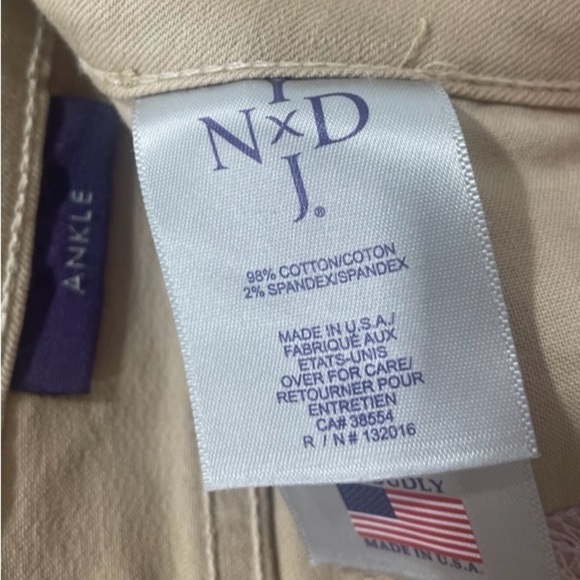 Y
NxD
J®
98% COTTON/COTON
2% SPANDEX/SPANDEX
MADE IN U.S.A./
FABRIQUÉ AUX
ETATS-UNIS
OVER FOR CARE/
RETOURNER POUR
ENTRETIEN
CA# 38554
R / N # 132016
ANKLE
MADE IN U.S.A.